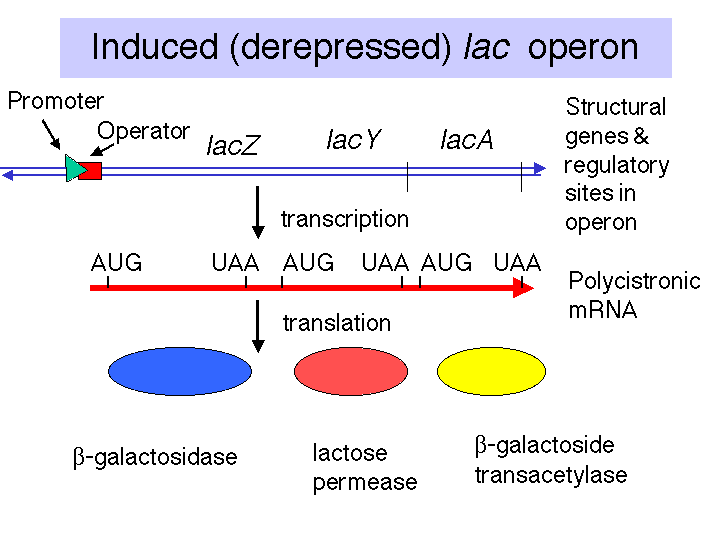 Induced (derepressed) lac operon
Promoter
Operator
lacZ
lacY
lacA
Structural
genes &
regulatory
sites in
operon
transcription
AUG UAA AUG UAA AUG UAA
Polycistronic
mRNA
translation
β-galactosidase
lactose
permease
β-galactoside
transacetylase